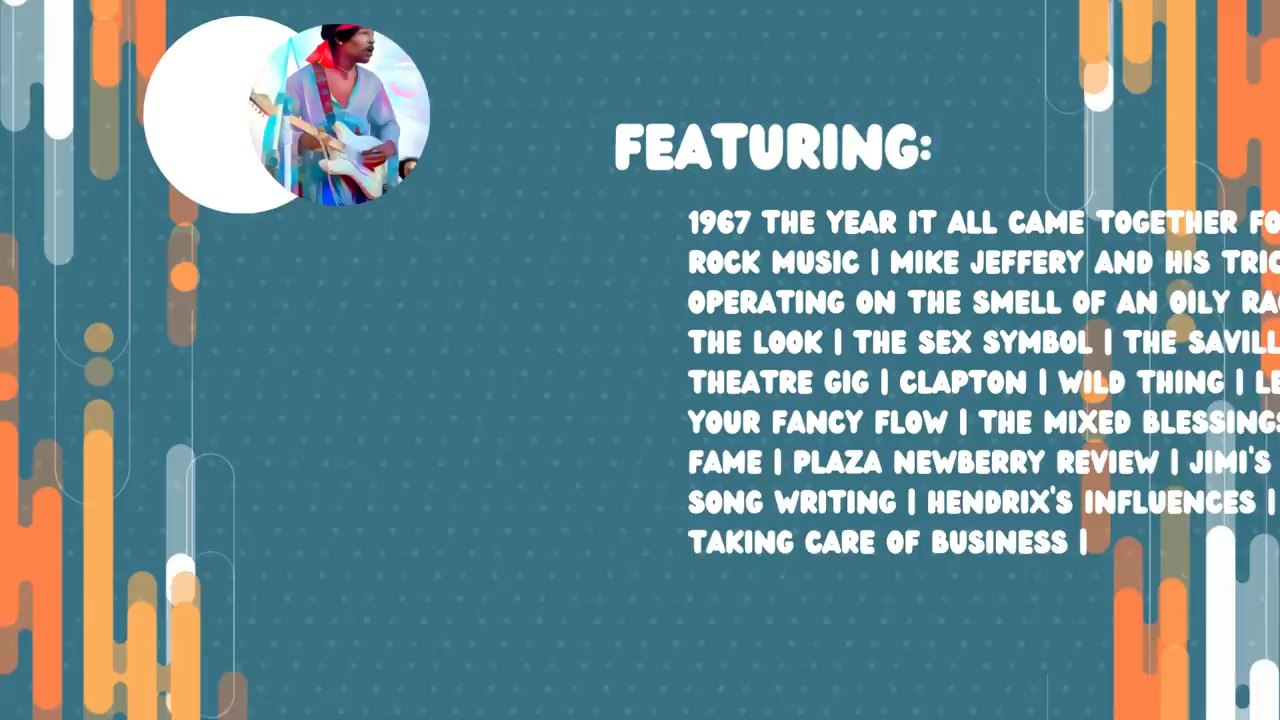 FEATURING:
1967 THE YEAR IT ALL CAME TOGETHER
ROCK MUSIC | MIKE JEFFERY AND HIS
OPERATING ON THE SMELL OF AN OILY
THE LOOK | THE SEX SYMBOL | THE
THEATRE GIG | CLAPTON | WILD THING |
YOUR FANCY FLOW | THE MIXED BLESSINGS
FAME | PLAZA NEWBERRY REVIEW | JIMI'S
SONG WRITING | HENDRIX'S INFLUENCES |
TAKING CARE OF BUSINESS |